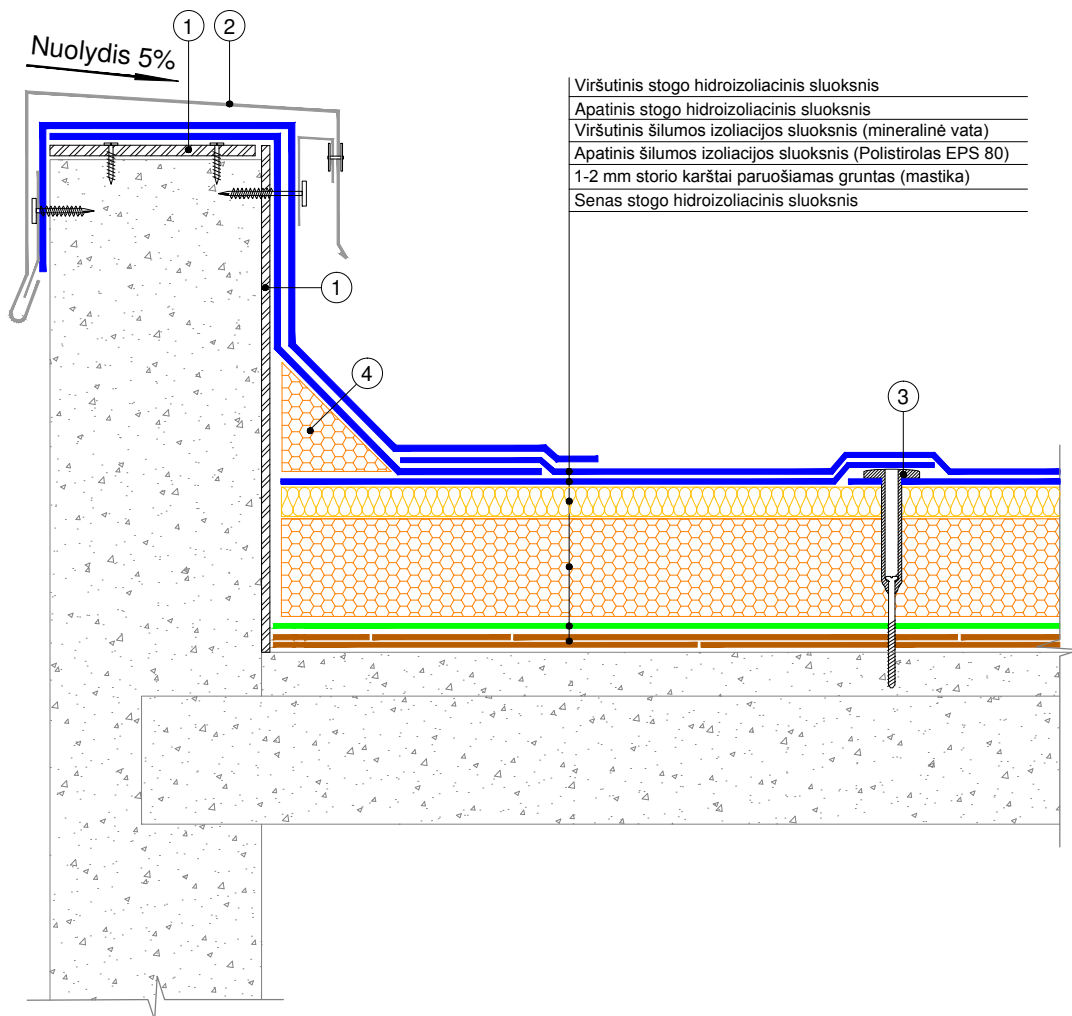 1
2
Nuolydis 5%
Viršutinis stogo hidroizoliacinis sluoksnis
Apatinis stogo hidroizoliacinis sluoksnis
Viršutinis šilumos izoliacijos sluoksnis (mineralinė vata)
Apatinis šilumos izoliacijos sluoksnis (Polistirolas EPS 80)
1-2 mm storio karštai paruošiamas gruntas (mastika)
Senas stogo hidroizoliacinis sluoksnis
1
4
3